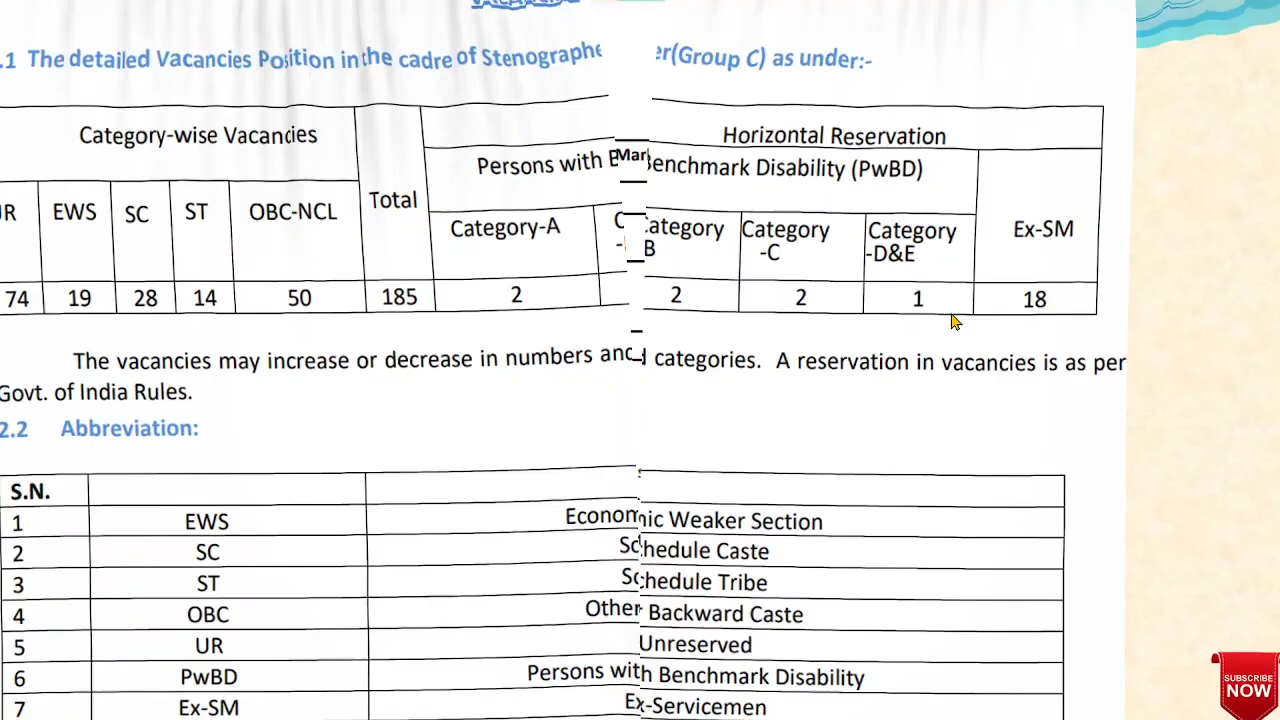 .1 The detailed Vacancies Position in the cadre of Stenographer(Group C) as under:-
Category-wise Vacancies
Total
Horizontal Reservation
Persons with Benchmark Disability (PwBD)
Ex-SM
UR EWS SC ST OBC-NCL
Category-A
Category
-B
Category
-C
Category
-D&E
74 19 28 14 50 185 2 2 2 1 18
The vacancies may increase or decrease in numbers and categories. A reservation in vacancies is as per
Govt. of India Rules.
2.2 Abbreviation:
S.N.
1 EWS Economic Weaker Section
2 SC Schedule Caste
3 ST Schedule Tribe
4 OBC Other Backward Caste
5 UR Unreserved
6 PwBD Persons with Benchmark Disability
7 Ex-SM Ex-Servicemen
SUBSCRIBE
NOW